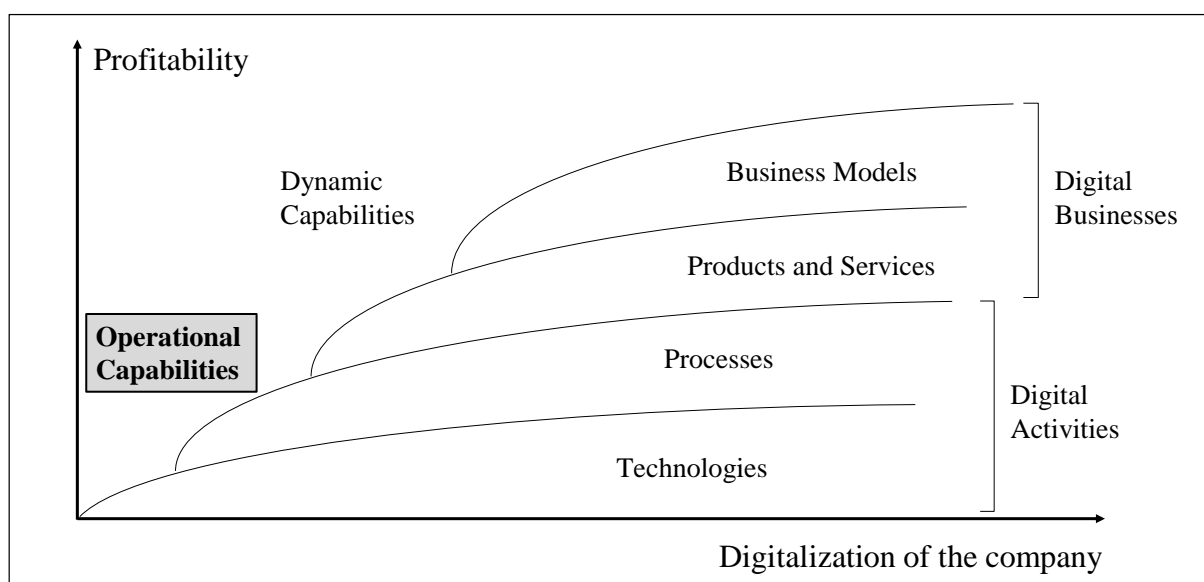 Profitability
Dynamic
Capabilities
Business Models
Digital
Businesses
Products and Services
Operational
Capabilities
Processes
Digital
Activities
Technologies
Digitalization of the company